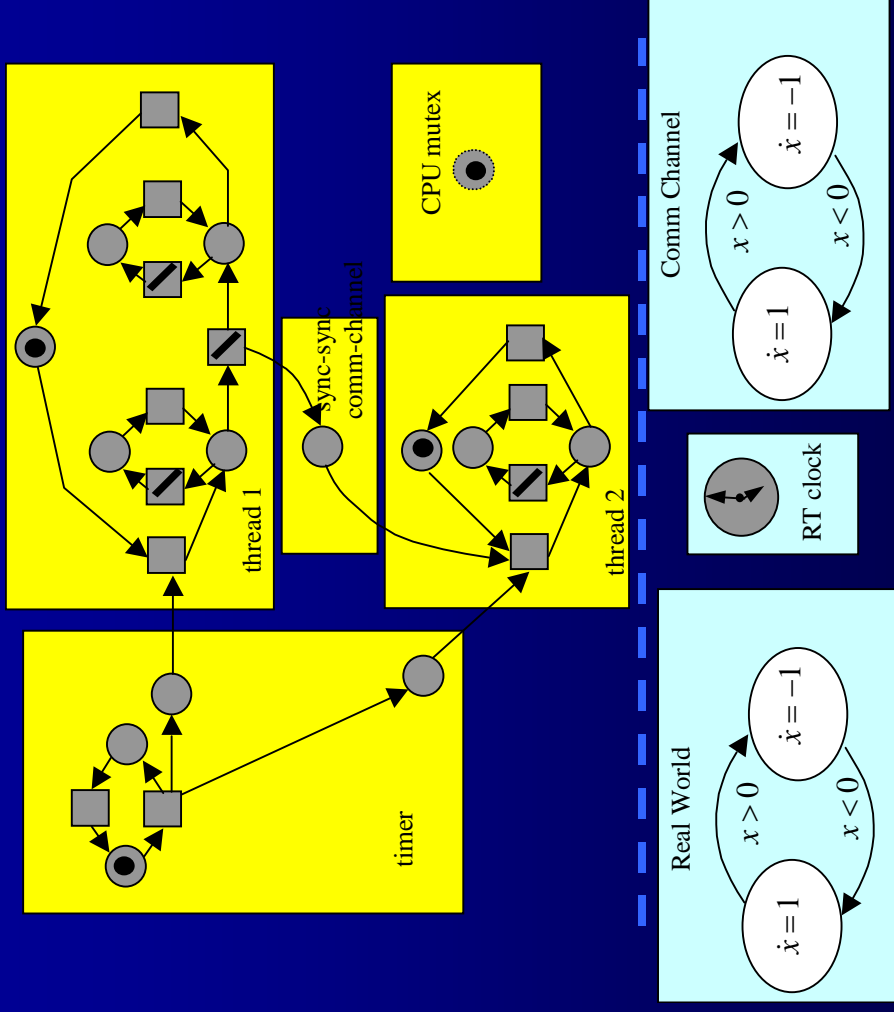 thread 1
sync-sync
comm-channel
timer
CPU mutex
thread 2
Real World
x > 0
ẋ = 1
ẋ = −1
x < 0
RT clock
Comm Channel
x > 0
ẋ = 1
ẋ = −1
x < 0